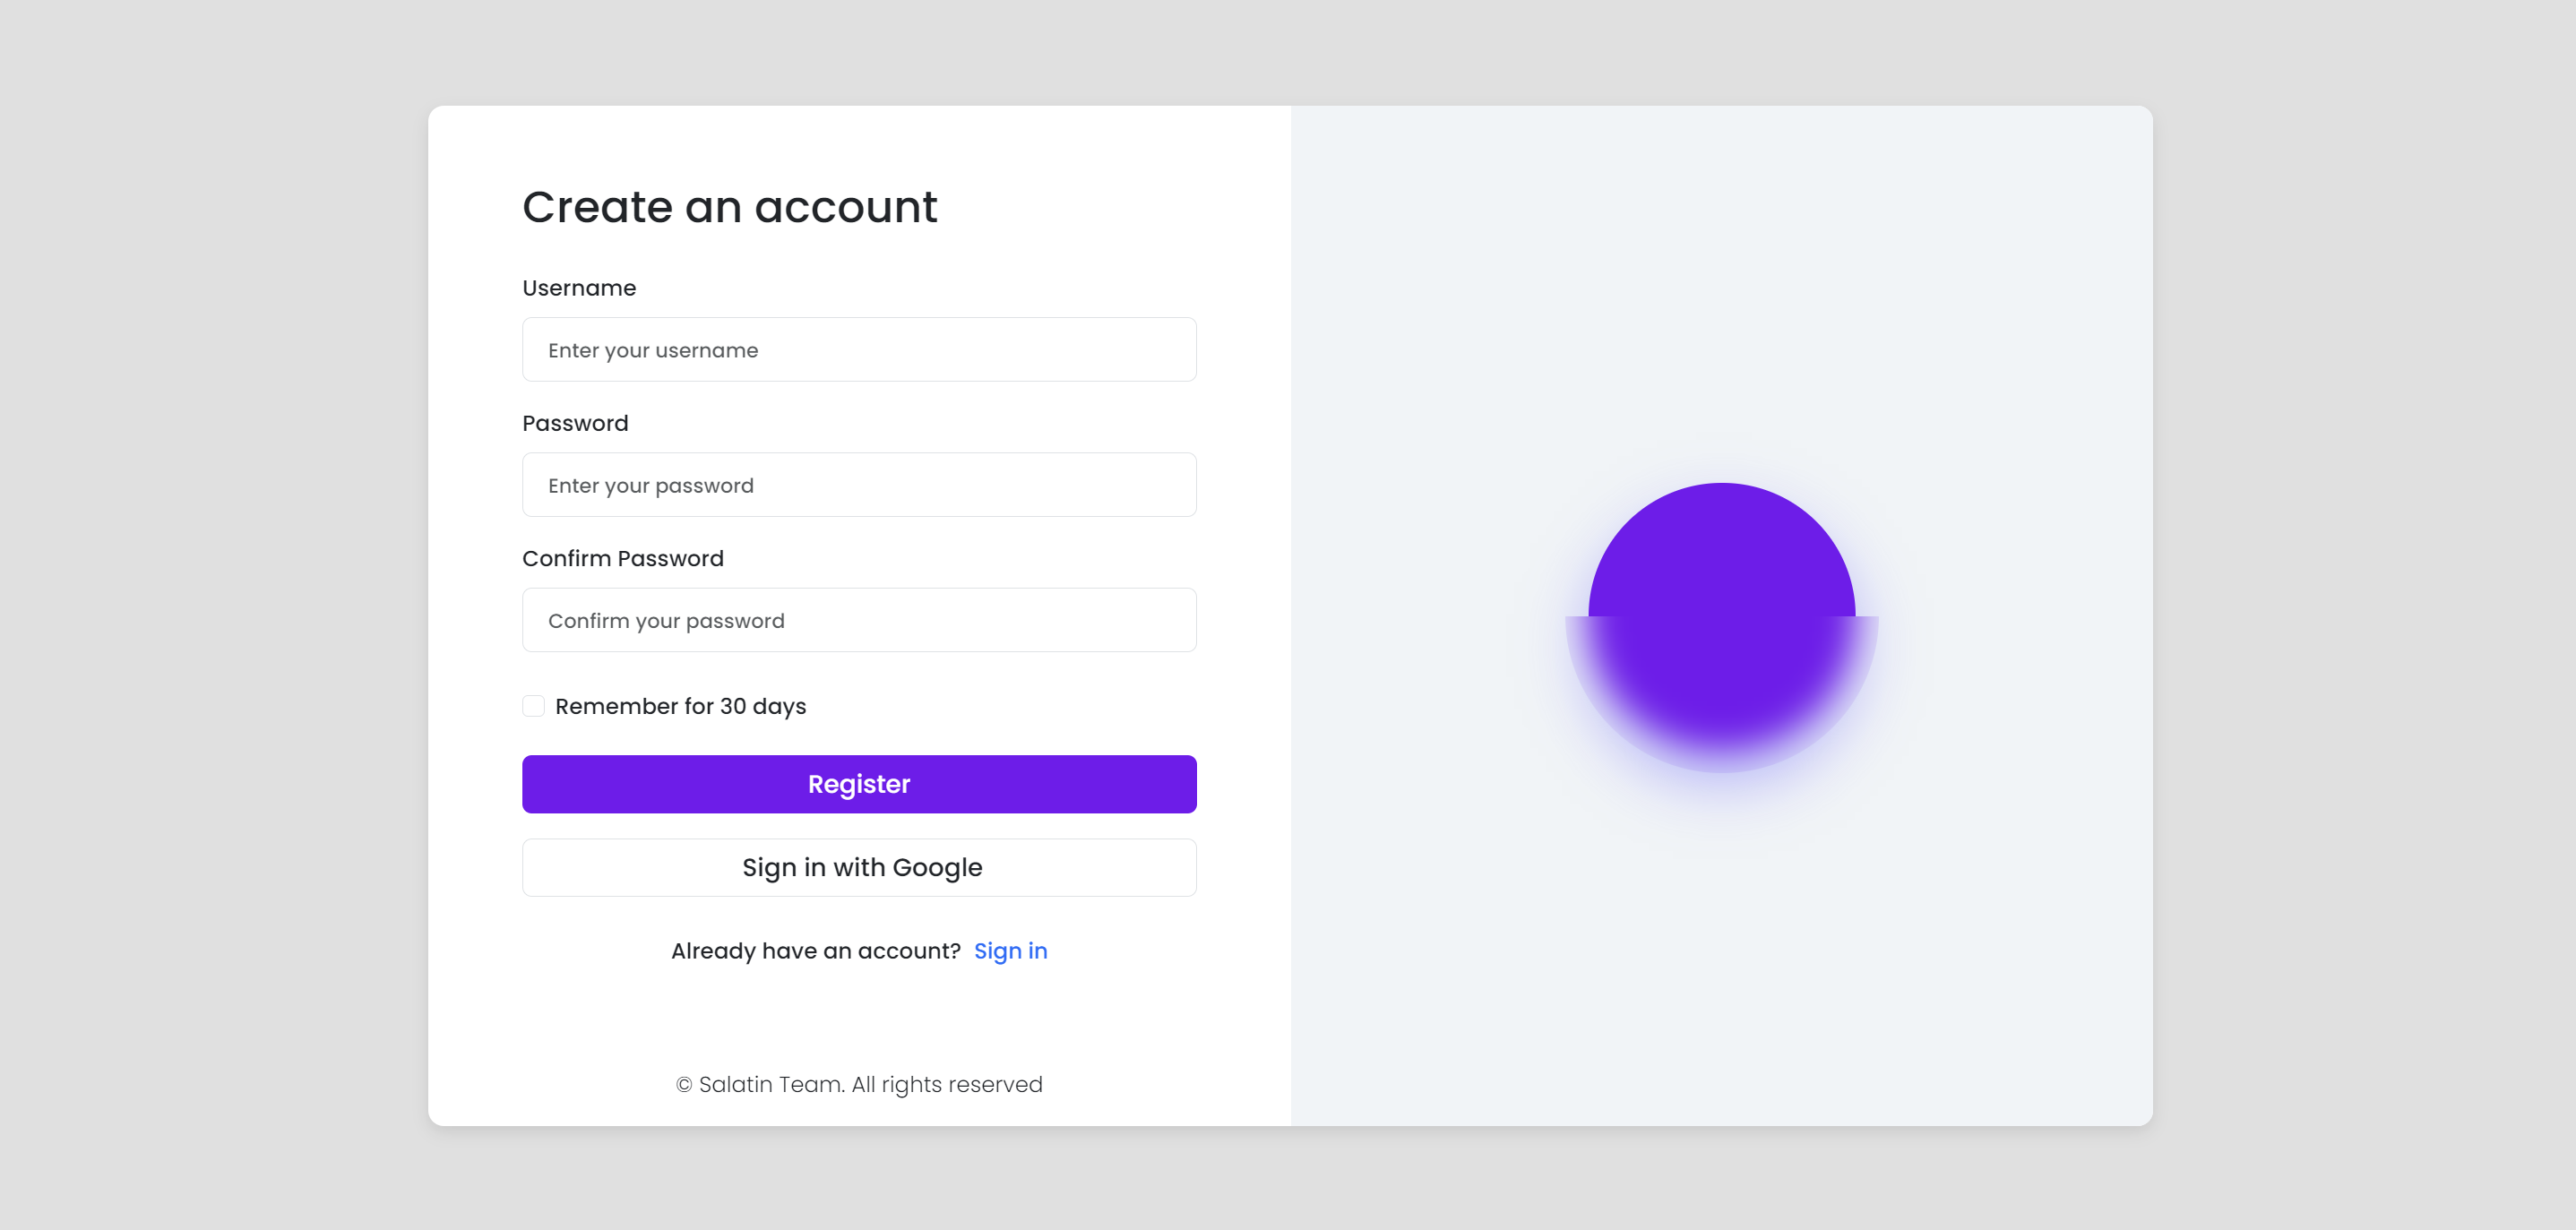 Create an account
Username
Enter your username
Password
Enter your password
Confirm Password
Confirm your password
Remember for 30 days
Register
Sign in with Google
Already have an account? Sign in
© Salatin Team. All rights reserved